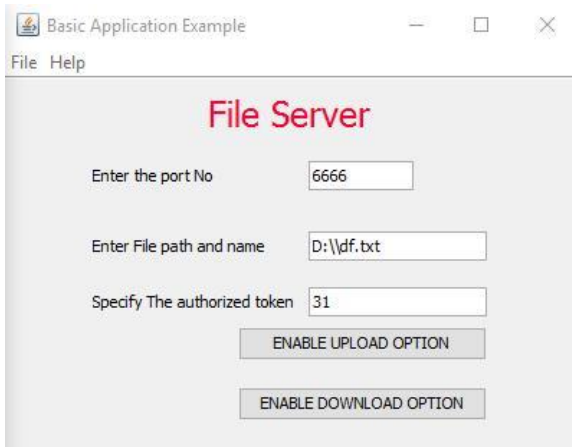 Basic Application Example
File Help
File Server
Enter the port No 6666
Enter File path and name D:\\df.txt
Specify The authorized token 31
ENABLE UPLOAD OPTION
ENABLE DOWNLOAD OPTION